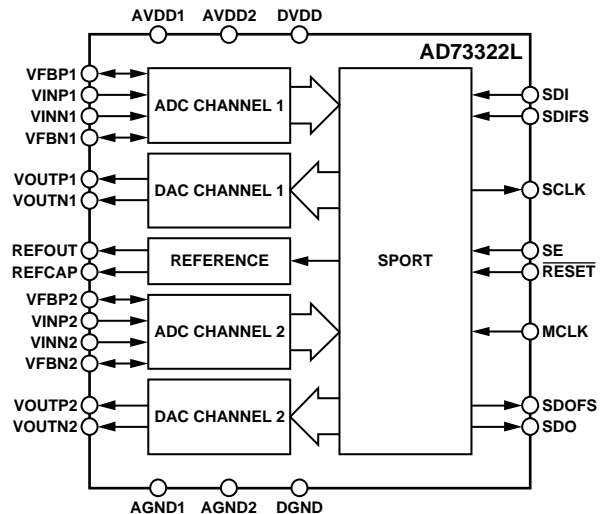 AVDD1 AVDD2 DVDD
AD73322L
VFBP1
VINP1
VINN1
VFBN1
ADC CHANNEL 1
VOUTP1
VOUTN1
DAC CHANNEL 1
REFOUT
REFCAP
REFERENCE
VFBP2
VINP2
VINN2
VFBN2
ADC CHANNEL 2
VOUTP2
VOUTN2
DAC CHANNEL 2
SPORT
SDI
SDIFS
SCLK
SE
RESET
MCLK
SDOFS
SDO
AGND1 AGND2 DGND